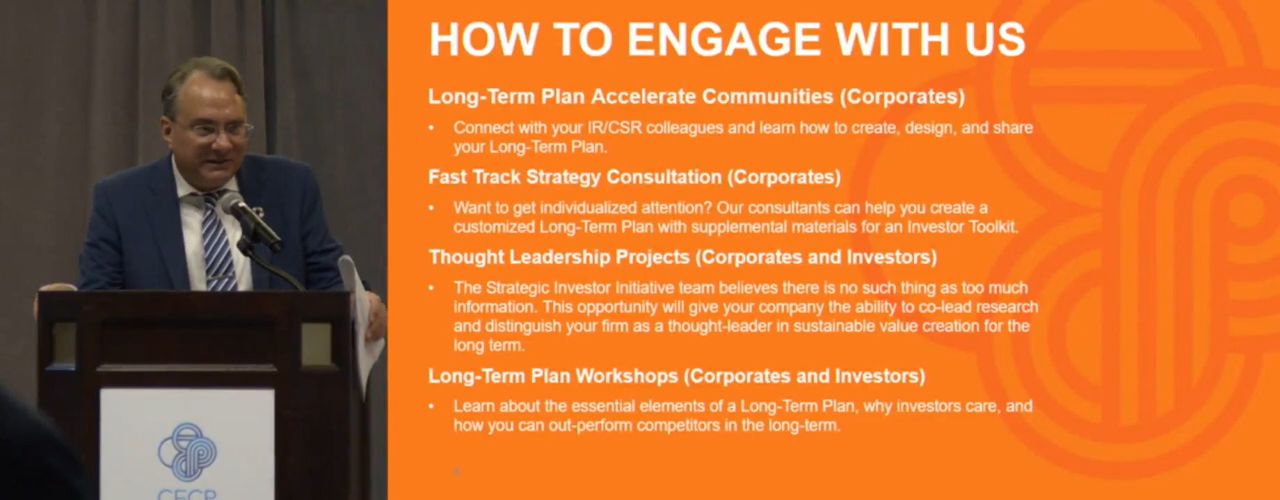 HOW TO ENGAGE WITH US
Long-Term Plan Accelerate Communities (Corporates)
• Connect with your IR/CSR colleagues and learn how to create, design, and share
your Long-Term Plan.
Fast Track Strategy Consultation (Corporates)
• Want to get individualized attention? Our consultants can help you create a
customized Long-Term Plan with supplemental materials for an Investor Toolkit.
Thought Leadership Projects (Corporates and Investors)
• The Strategic Investor Initiative team believes there is no such thing as too much
information. This opportunity will give your company the ability to co-lead research
and distinguish your firm as a thought-leader in sustainable value creation for the
long term.
Long-Term Plan Workshops (Corporates and Investors)
• Learn about the essential elements of a Long-Term Plan, why investors care, and
how you can out-perform competitors in the long-term.
CECP